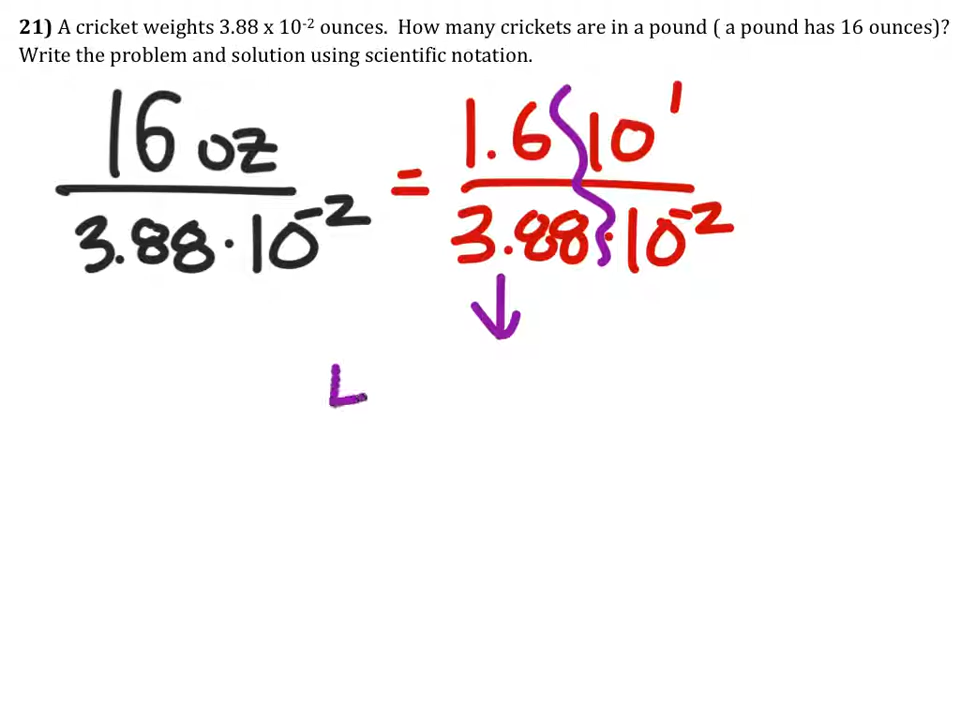 21) A cricket weights 3.88 x 10⁻² ounces. How many crickets are in a pound ( a pound has 16 ounces)?
Write the problem and solution using scientific notation.
16 oz / 3.88 · 10⁻² = 1.6 10¹ / 3.88 · 10⁻²
↓
L